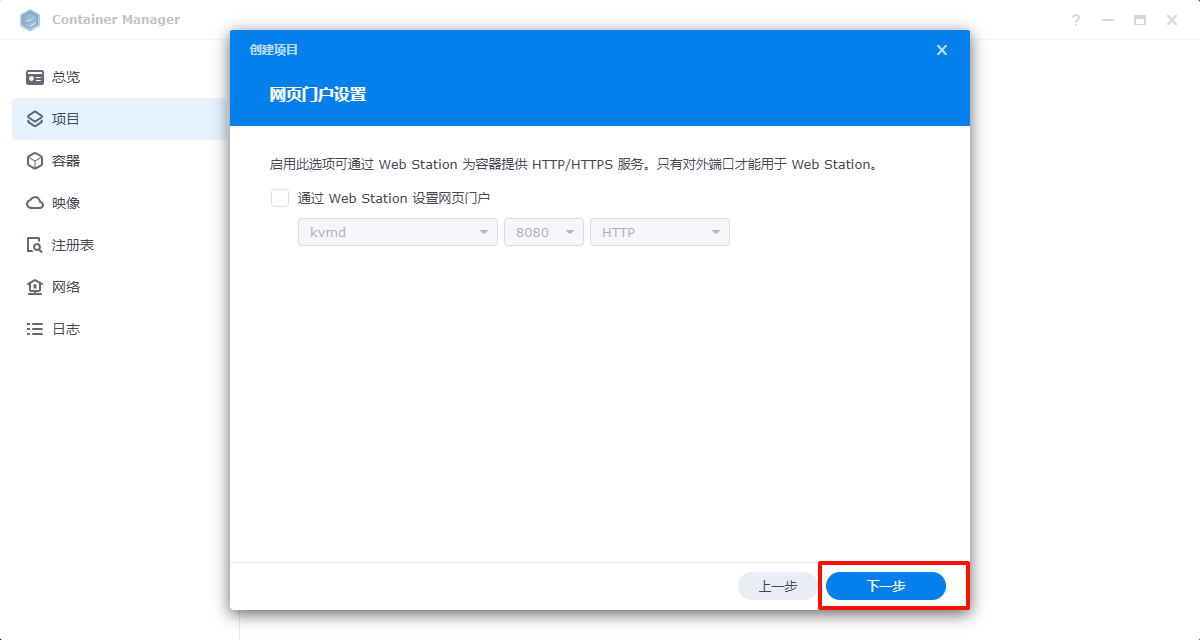 Container Manager
总览
项目
容器
映像
注册表
网络
日志
创建项目
网页门户设置
启用此选项可通过 Web Station 为容器提供 HTTP/HTTPS 服务。只有对外端口才能用于 Web Station。
通过 Web Station 设置网页门户
kvmd 8080 HTTP
上一步 下一步